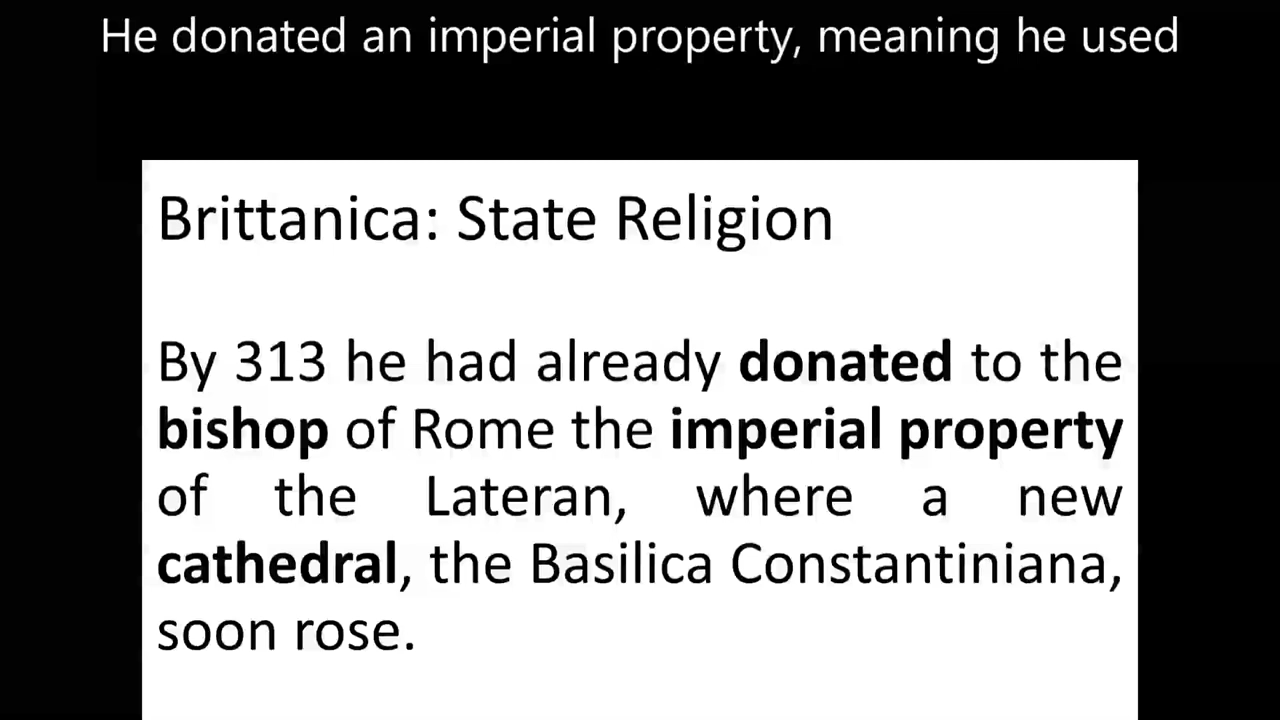 He donated an imperial property, meaning he used
Brittanica: State Religion
By 313 he had already donated to the
bishop of Rome the imperial property
of the Lateran, where a new
cathedral, the Basilica Constantiniana,
soon rose.